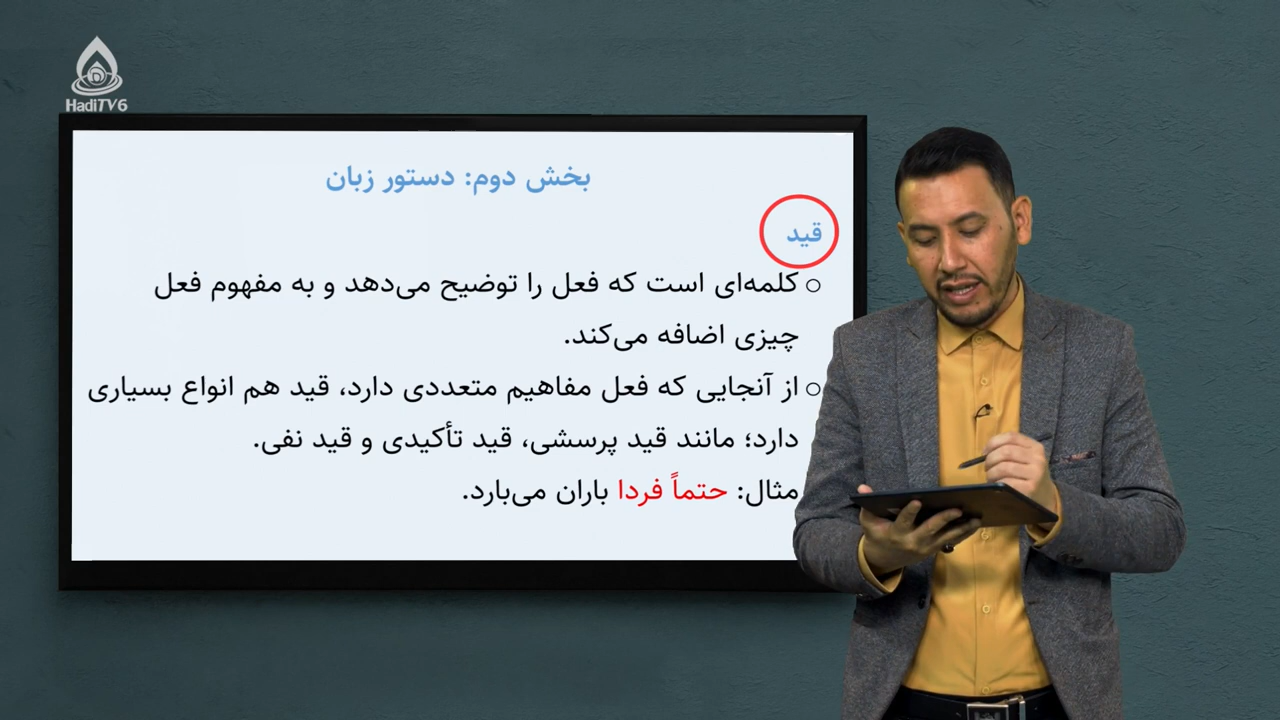 HadiTV6
بخش دوم: دستور زبان
قید
کلمه‌ای است که فعل را توضیح می‌دهد و به مفهوم فعل
چیزی اضافه می‌کند.
از آنجایی که فعل مفاهیم متعددی دارد، قید هم انواع بسیاری
دارد؛ مانند قید پرسشی، قید تأکیدی و قید نفی.
مثال: حتماً فردا باران می‌بارد.